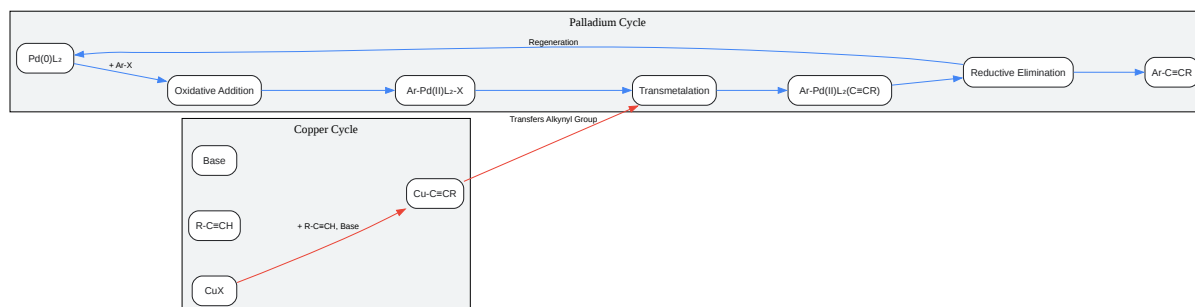 Palladium Cycle
Pd(0)L₂
Regeneration
+ Ar-X
Oxidative Addition
Ar-Pd(II)L₂-X
Transmetalation
Ar-Pd(II)L₂(C≡CR)
Reductive Elimination
Ar-C≡CR
Transfers Alkynyl Group
Copper Cycle
Base
Cu-C≡CR
R-C≡CH
+ R-C≡CH, Base
CuX